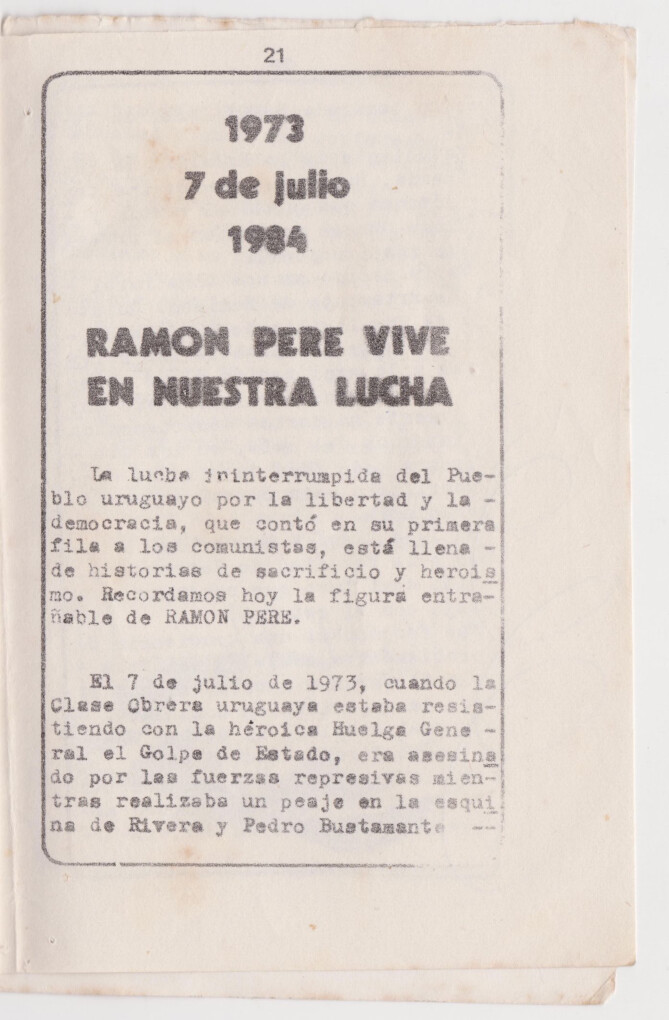 21
1973
7 de julio
1984
RAMON PERE VIVE
EN NUESTRA LUCHA
La lucha ininterrumpida del Pue-
blo uruguayo por la libertad y la -
democracia, que contó en su primera
fila a los comunistas, está llena -
de historias de sacrificio y herois
mo. Recordamos hoy la figura entra-
ñable de RAMON PERE.
El 7 de julio de 1973, cuando la
Clase Obrera uruguaya estaba resis-
tiendo con la héroica Huelga Gene -
ral el Golpe de Estado, era asesina
do por las fuerzas represivas mien-
tras realizaba un peaje en la esqui
na de Rivera y Pedro Bustamante --